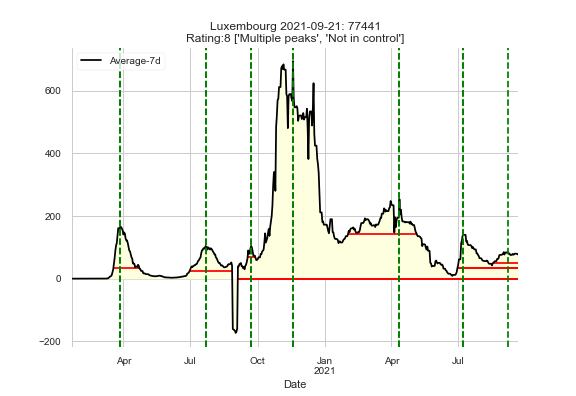 Luxembourg 2021-09-21: 77441
Rating:8 ['Multiple peaks', 'Not in control']
Average-7d
600
400
200
0
−200
Apr
Jul
Oct
Jan
2021
Apr
Jul
Date